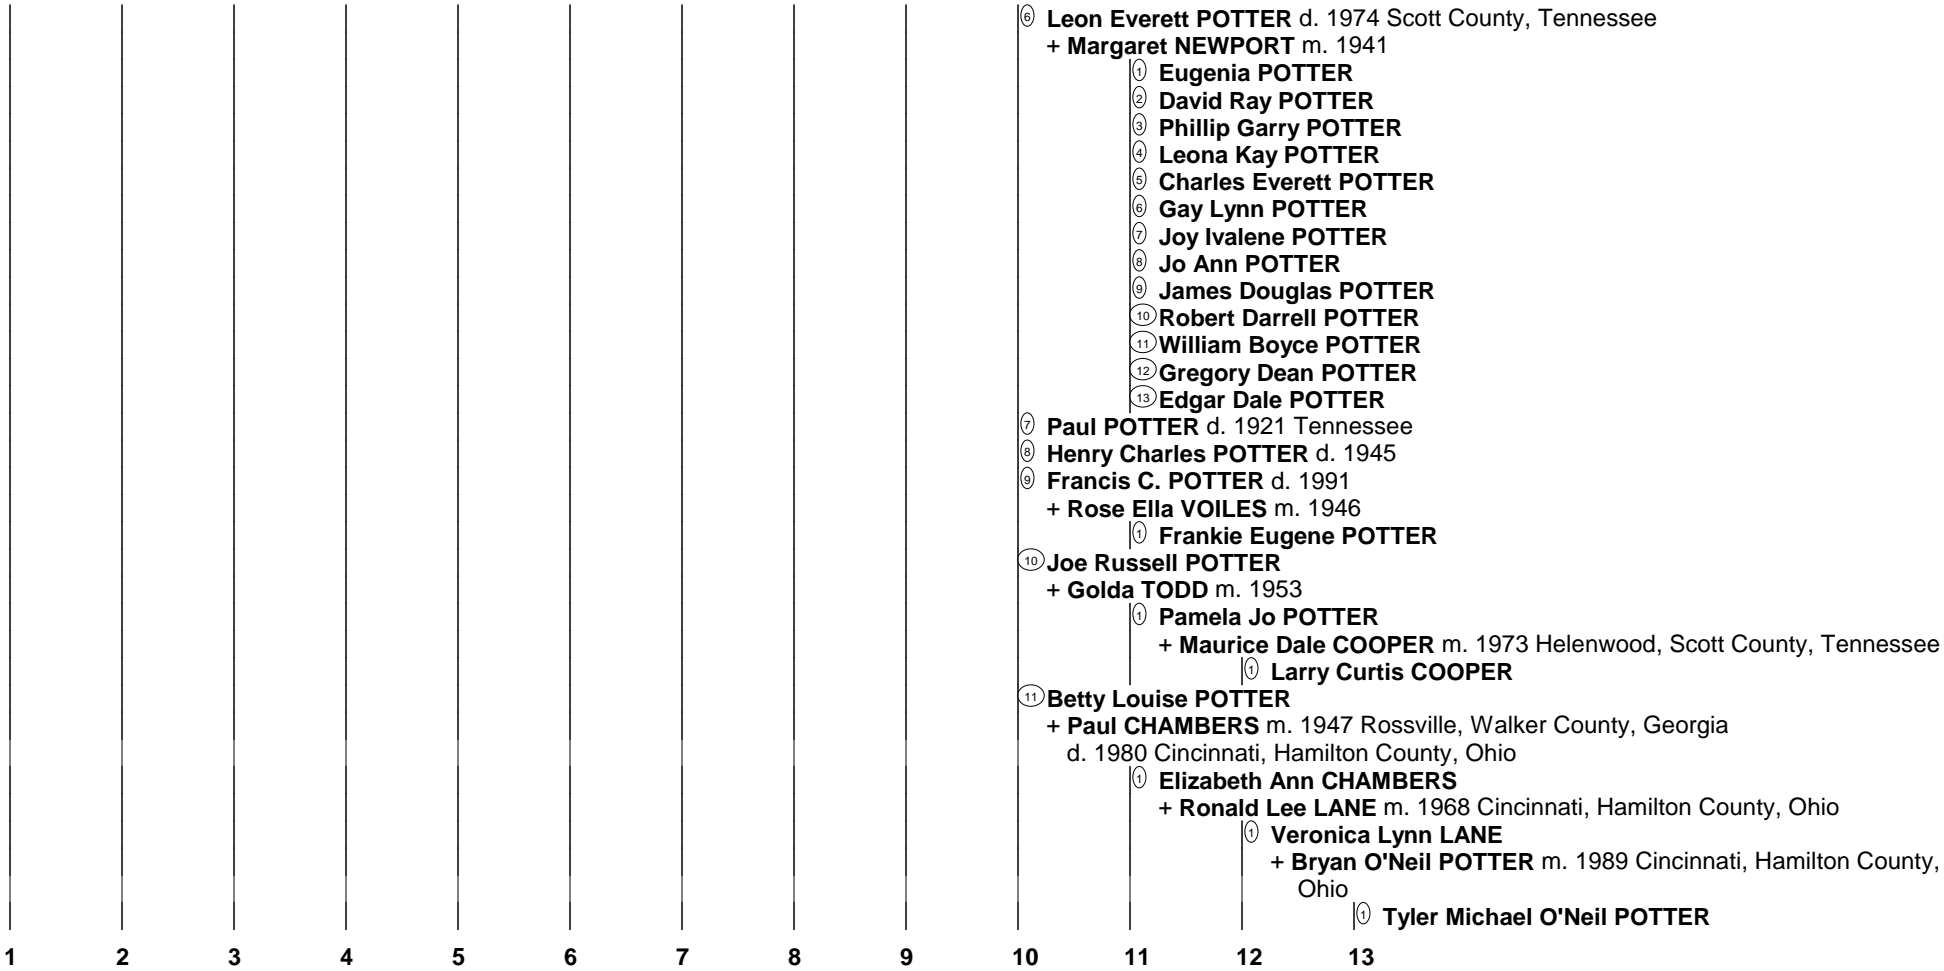 6 Leon Everett POTTER d. 1974 Scott County, Tennessee
+ Margaret NEWPORT m. 1941
1 Eugenia POTTER
2 David Ray POTTER
3 Phillip Garry POTTER
4 Leona Kay POTTER
5 Charles Everett POTTER
6 Gay Lynn POTTER
7 Joy Ivalene POTTER
8 Jo Ann POTTER
9 James Douglas POTTER
10 Robert Darrell POTTER
11 William Boyce POTTER
12 Gregory Dean POTTER
13 Edgar Dale POTTER
7 Paul POTTER d. 1921 Tennessee
8 Henry Charles POTTER d. 1945
9 Francis C. POTTER d. 1991
+ Rose Ella VOILES m. 1946
1 Frankie Eugene POTTER
10 Joe Russell POTTER
+ Golda TODD m. 1953
1 Pamela Jo POTTER
+ Maurice Dale COOPER m. 1973 Helenwood, Scott County, Tennessee
1 Larry Curtis COOPER
11 Betty Louise POTTER
+ Paul CHAMBERS m. 1947 Rossville, Walker County, Georgia
d. 1980 Cincinnati, Hamilton County, Ohio
1 Elizabeth Ann CHAMBERS
+ Ronald Lee LANE m. 1968 Cincinnati, Hamilton County, Ohio
1 Veronica Lynn LANE
+ Bryan O'Neil POTTER m. 1989 Cincinnati, Hamilton County,
Ohio
1 Tyler Michael O'Neil POTTER
1 2 3 4 5 6 7 8 9 10 11 12 13